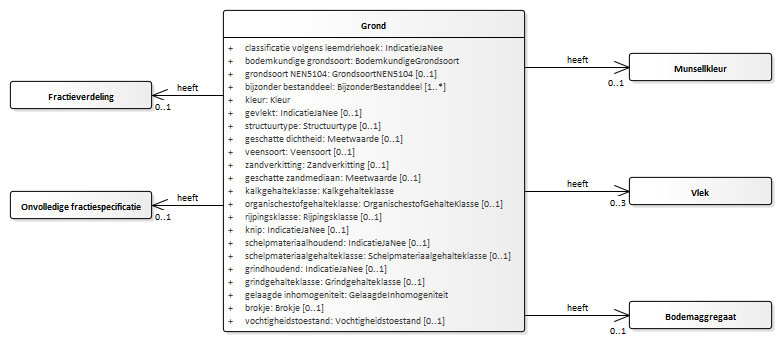 Grond
+ classificatie volgens leemdriehoek: IndicatieJaNee
+ bodemkundige grondsoort: BodemkundigeGrondsoort
+ grondsoort NEN5104: GrondsoortNEN5104 [0..1]
+ bijzonder bestanddeel: BijzonderBestanddeel [1..*]
+ kleur: Kleur
+ gevlekt: IndicatieJaNee [0..1]
+ structuurtype: Structuurtype [0..1]
+ geschatte dichtheid: Meetwaarde [0..1]
+ veensoort: Veensoort [0..1]
+ zandverkitting: Zandverkitting [0..1]
+ geschatte zandmediaan: Meetwaarde [0..1]
+ kalkgehalteklasse: Kalkgehalteklasse
+ organischestofgehalteklasse: OrganischestofGehalteKlasse [0..1]
+ rijpingsklasse: Rijpingsklasse [0..1]
+ knip: IndicatieJaNee [0..1]
+ schelpmateriaalhoudend: IndicatieJaNee [0..1]
+ schelpmateriaalgehalteklasse: Schelpmateriaalgehalteklasse [0..1]
+ grindhoudend: IndicatieJaNee [0..1]
+ grindgehalteklasse: Grindgehalteklasse [0..1]
+ gelaagde inhomogeniteit: GelaagdeInhomogeniteit
+ brokje: Brokje [0..1]
+ vochtigheidstoestand: Vochtigheidstoestand [0..1]
heeft
Fractieverdeling
0..1
heeft
Onvolledige fractiespecificatie
0..1
heeft
Munsellkleur
0..1
heeft
Vlek
0..3
heeft
Bodemaggregaat
0..1